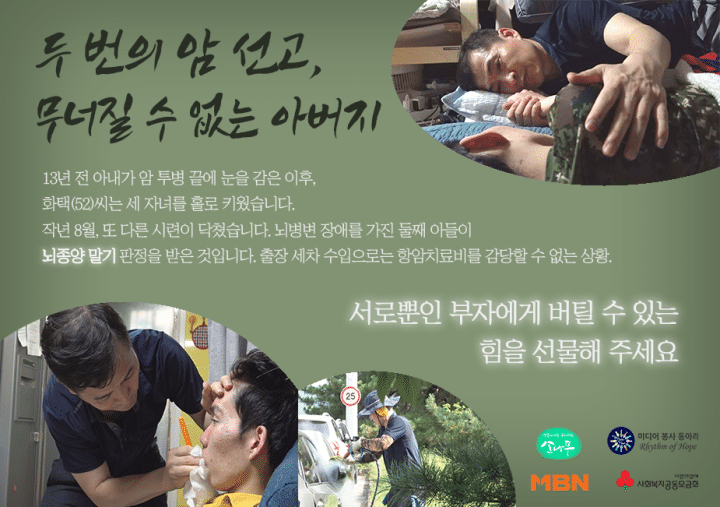 두 번의 암 선고,
무너질 수 없는 아버지
13년 전 아내가 암 투병 끝에 눈을 감은 이후,
화택(52)씨는 세 자녀를 홀로 키웠습니다.
작년 8월, 또 다른 시련이 닥쳤습니다. 뇌병변 장애를 가진 둘째 아들이
뇌종양 말기 판정을 받은 것입니다. 출장 세차 수입으로는 항암치료비를 감당할 수 없는 상황.
서로뿐인 부자에게 버틸 수 있는
힘을 선물해 주세요
25
소나무
미디어 봉사 동아리
Rhythm of Hope
MBN
사회복지공동모금회